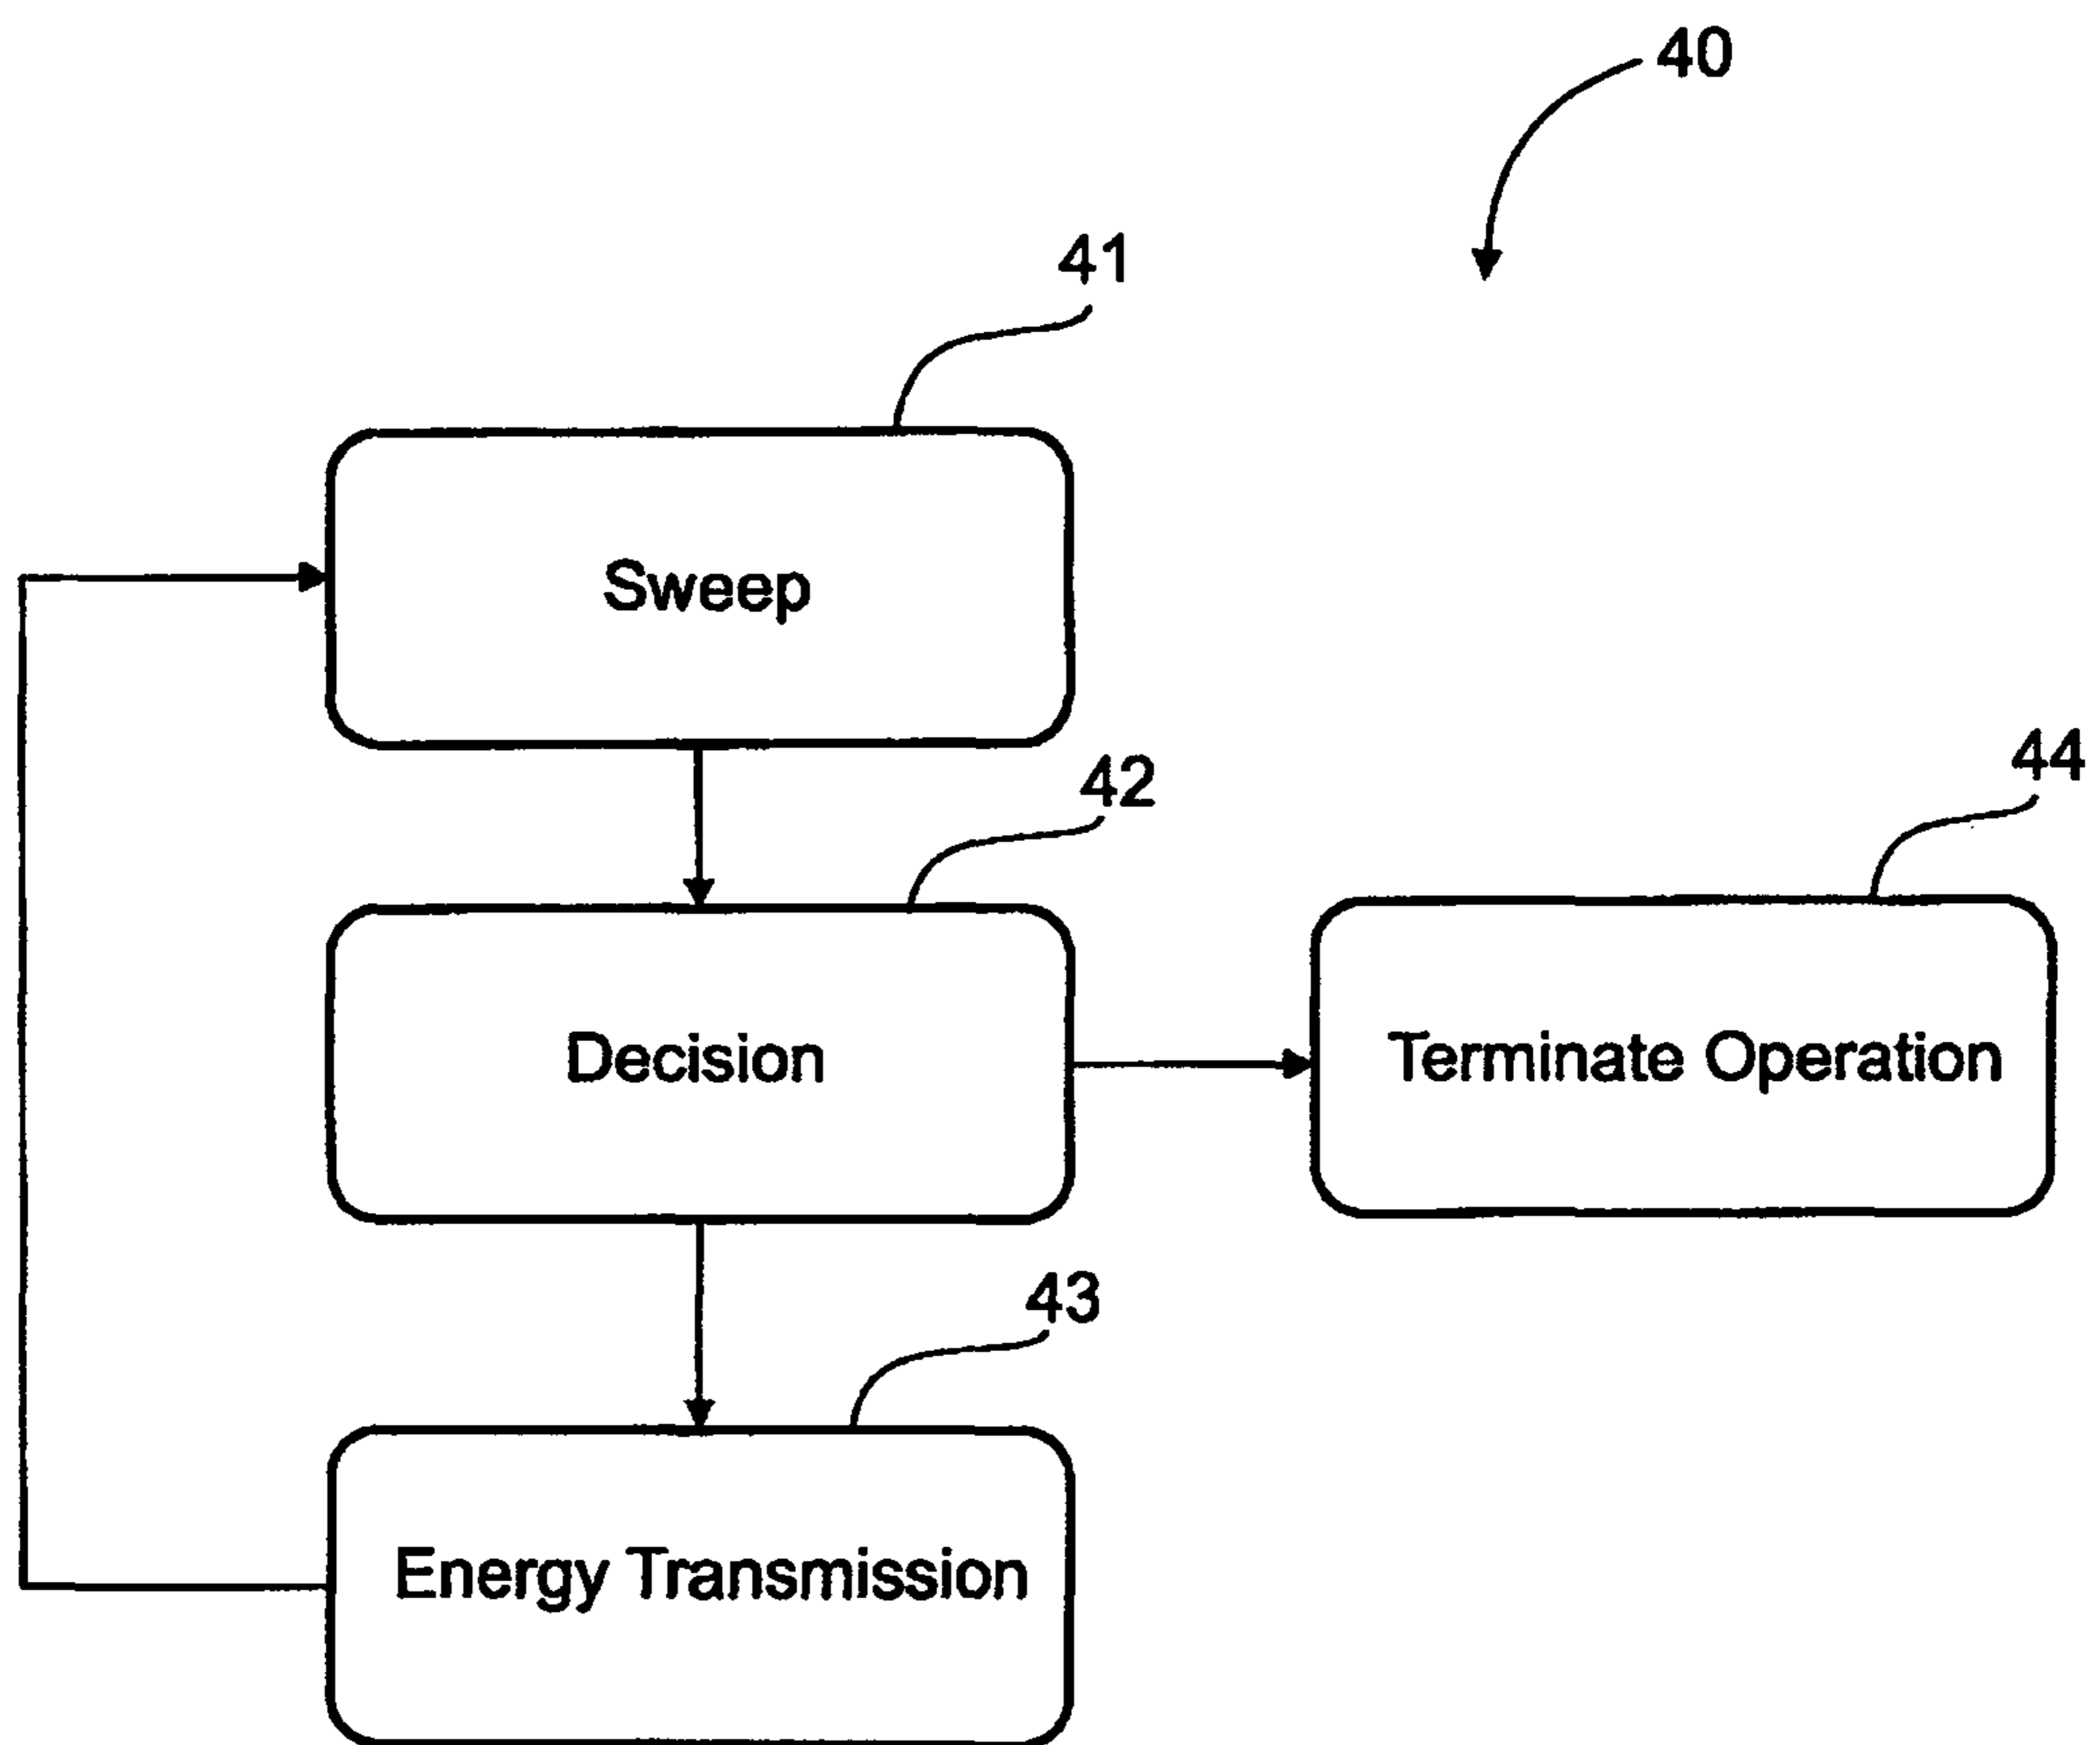 40
41
Sweep
42
44
Decision
Terminate Operation
43
Energy Transmission